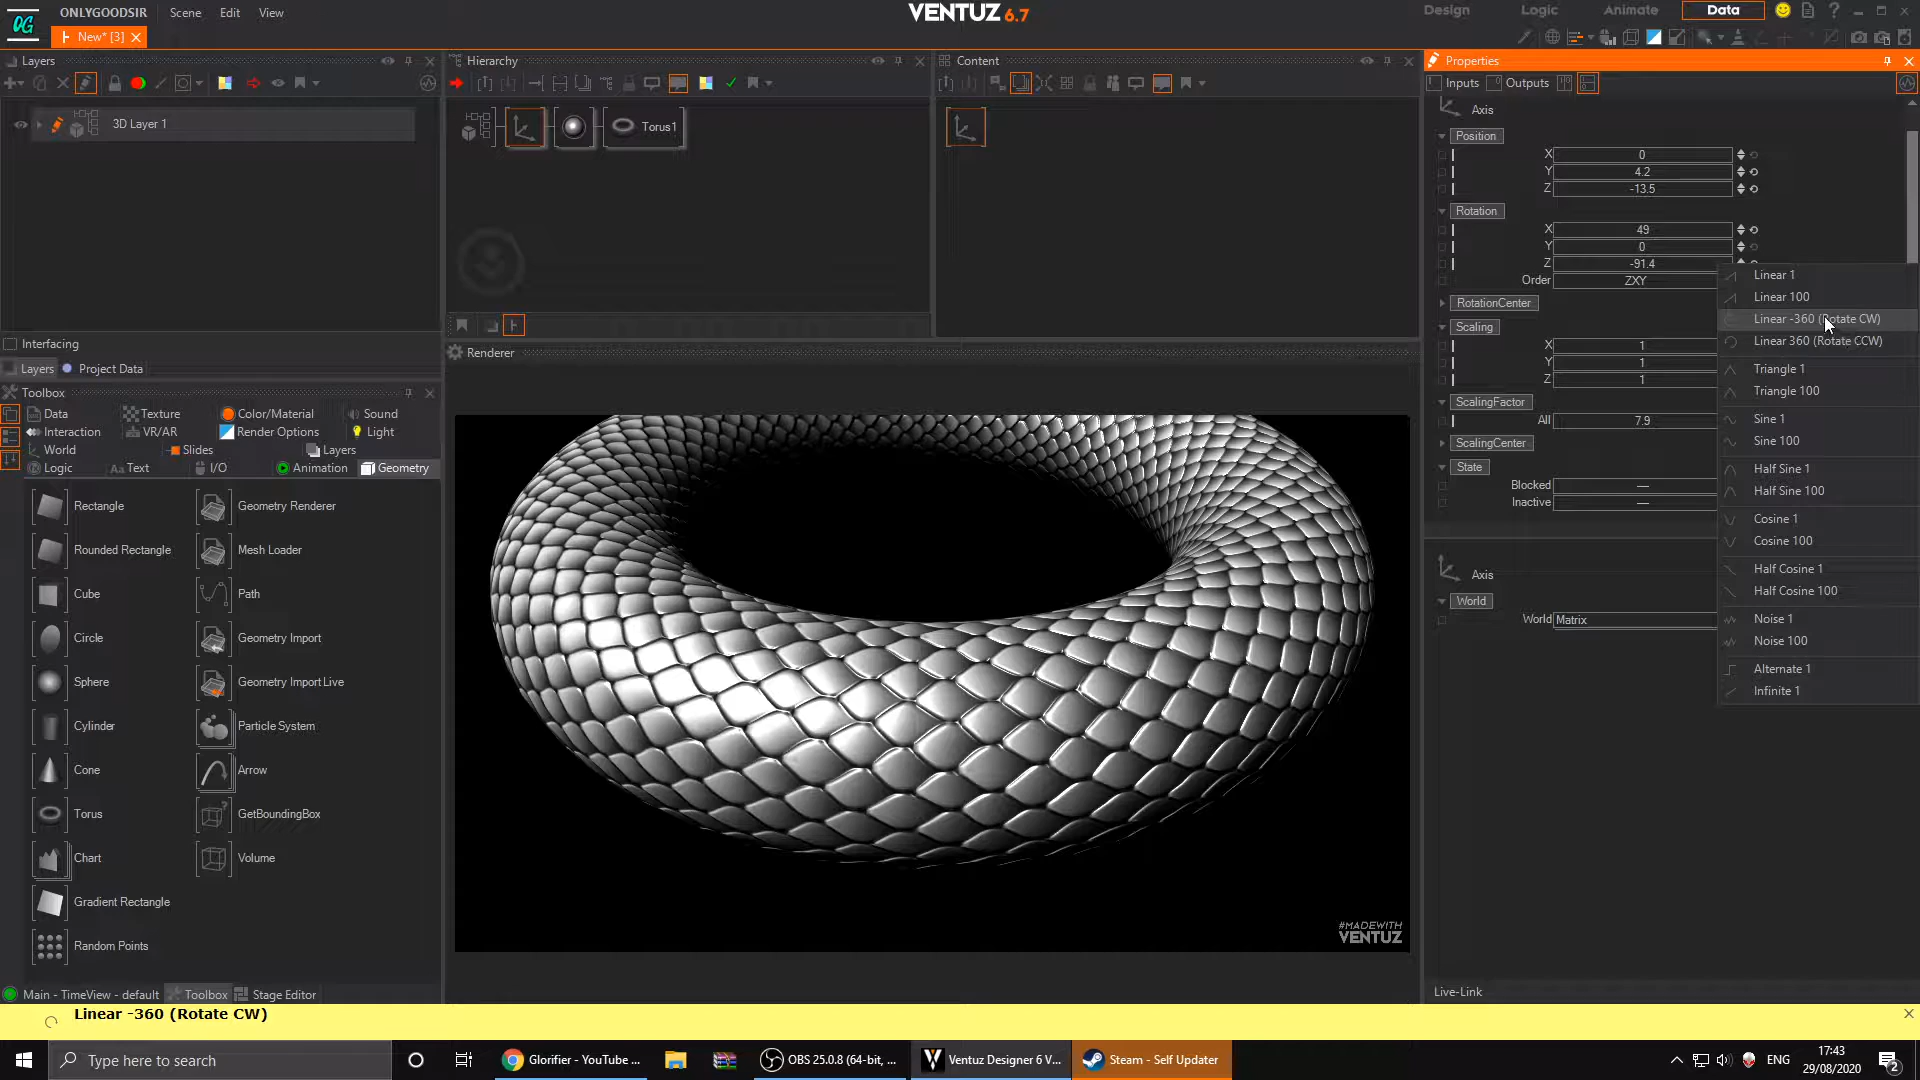 ONLYGOODSIR Scene Edit View
VENTUZ 6.7
Design Logic Animate Data
New* [3]
Layers
Hierarchy
Content
Properties
Inputs Outputs
3D Layer 1
Torus1
Axis
Position
X 0
Y 4.2
Z -13.5
Rotation
X 49
Y 0
Z -91.4
Order ZXY
RotationCenter
Scaling
X 1
Y 1
Z 1
ScalingFactor
All 7.9
ScalingCenter
State
Blocked —
Inactive —
Axis
World
World Matrix
Linear 1
Linear 100
Linear -360 (Rotate CW)
Linear 360 (Rotate CCW)
Triangle 1
Triangle 100
Sine 1
Sine 100
Half Sine 1
Half Sine 100
Cosine 1
Cosine 100
Half Cosine 1
Half Cosine 100
Noise 1
Noise 100
Alternate 1
Infinite 1
Interfacing
Layers Project Data
Renderer
Toolbox
Data Texture Color/Material Sound
Interaction VR/AR Render Options Light
World Slides Layers
Logic Text I/O Animation Geometry
Rectangle Geometry Renderer
Rounded Rectangle Mesh Loader
Cube Path
Circle Geometry Import
Sphere Geometry Import Live
Cylinder Particle System
Cone Arrow
Torus GetBoundingBox
Chart Volume
Gradient Rectangle
Random Points
#MADEWITH
VENTUZ
Main - TimeView - default Toolbox Stage Editor
Live-Link
Linear -360 (Rotate CW)
Type here to search
Glorifier - YouTube ...
OBS 25.0.8 (64-bit, ...
Ventuz Designer 6 V...
Steam - Self Updater
ENG
17:43
29/08/2020
2